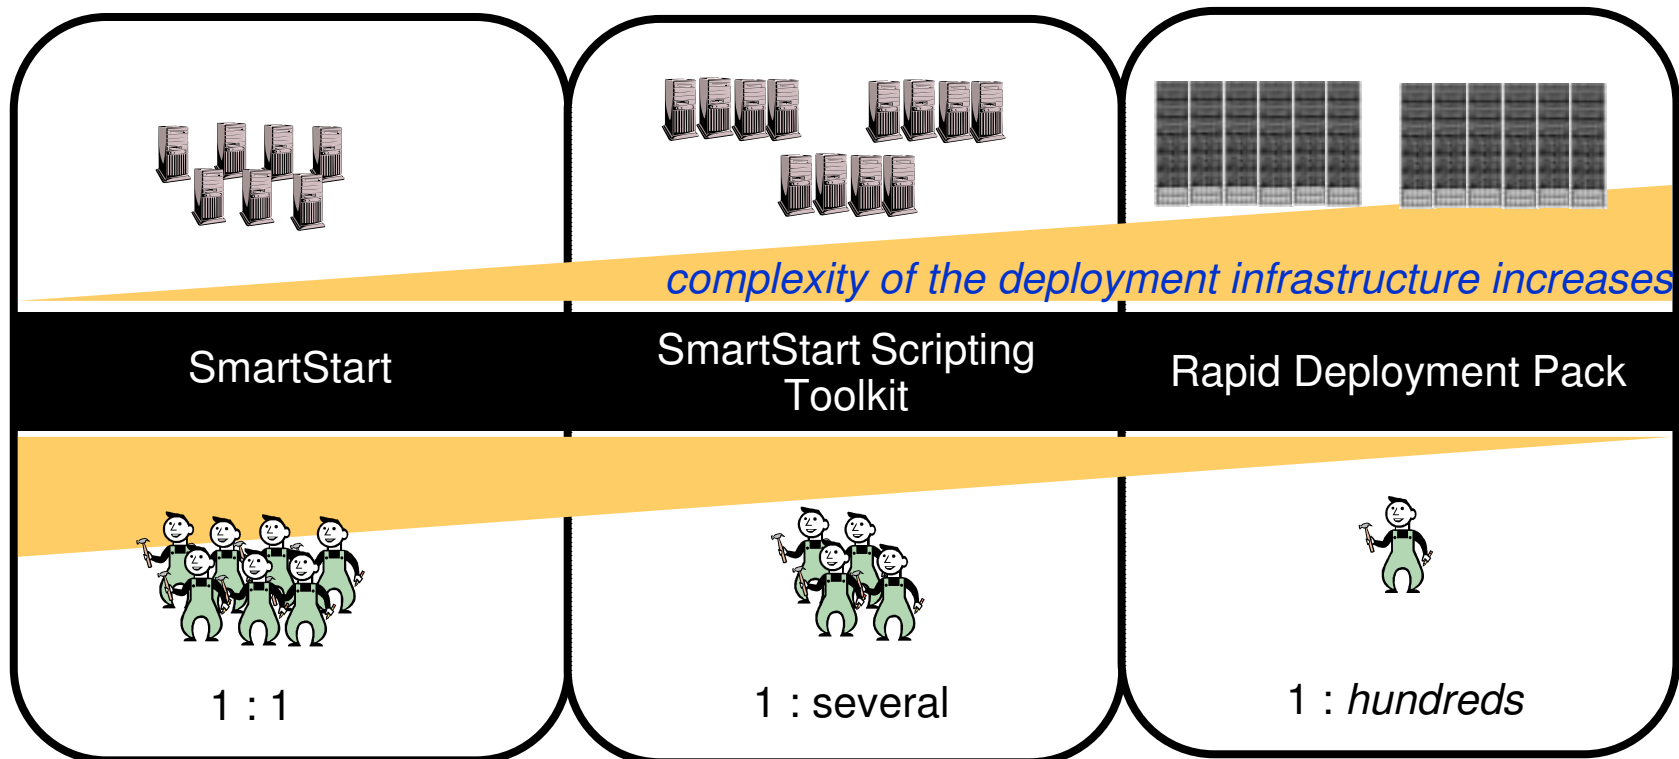 complexity of the deployment infrastructure increases
SmartStart
SmartStart Scripting
Toolkit
Rapid Deployment Pack
1 : 1
1 : several
1 : hundreds